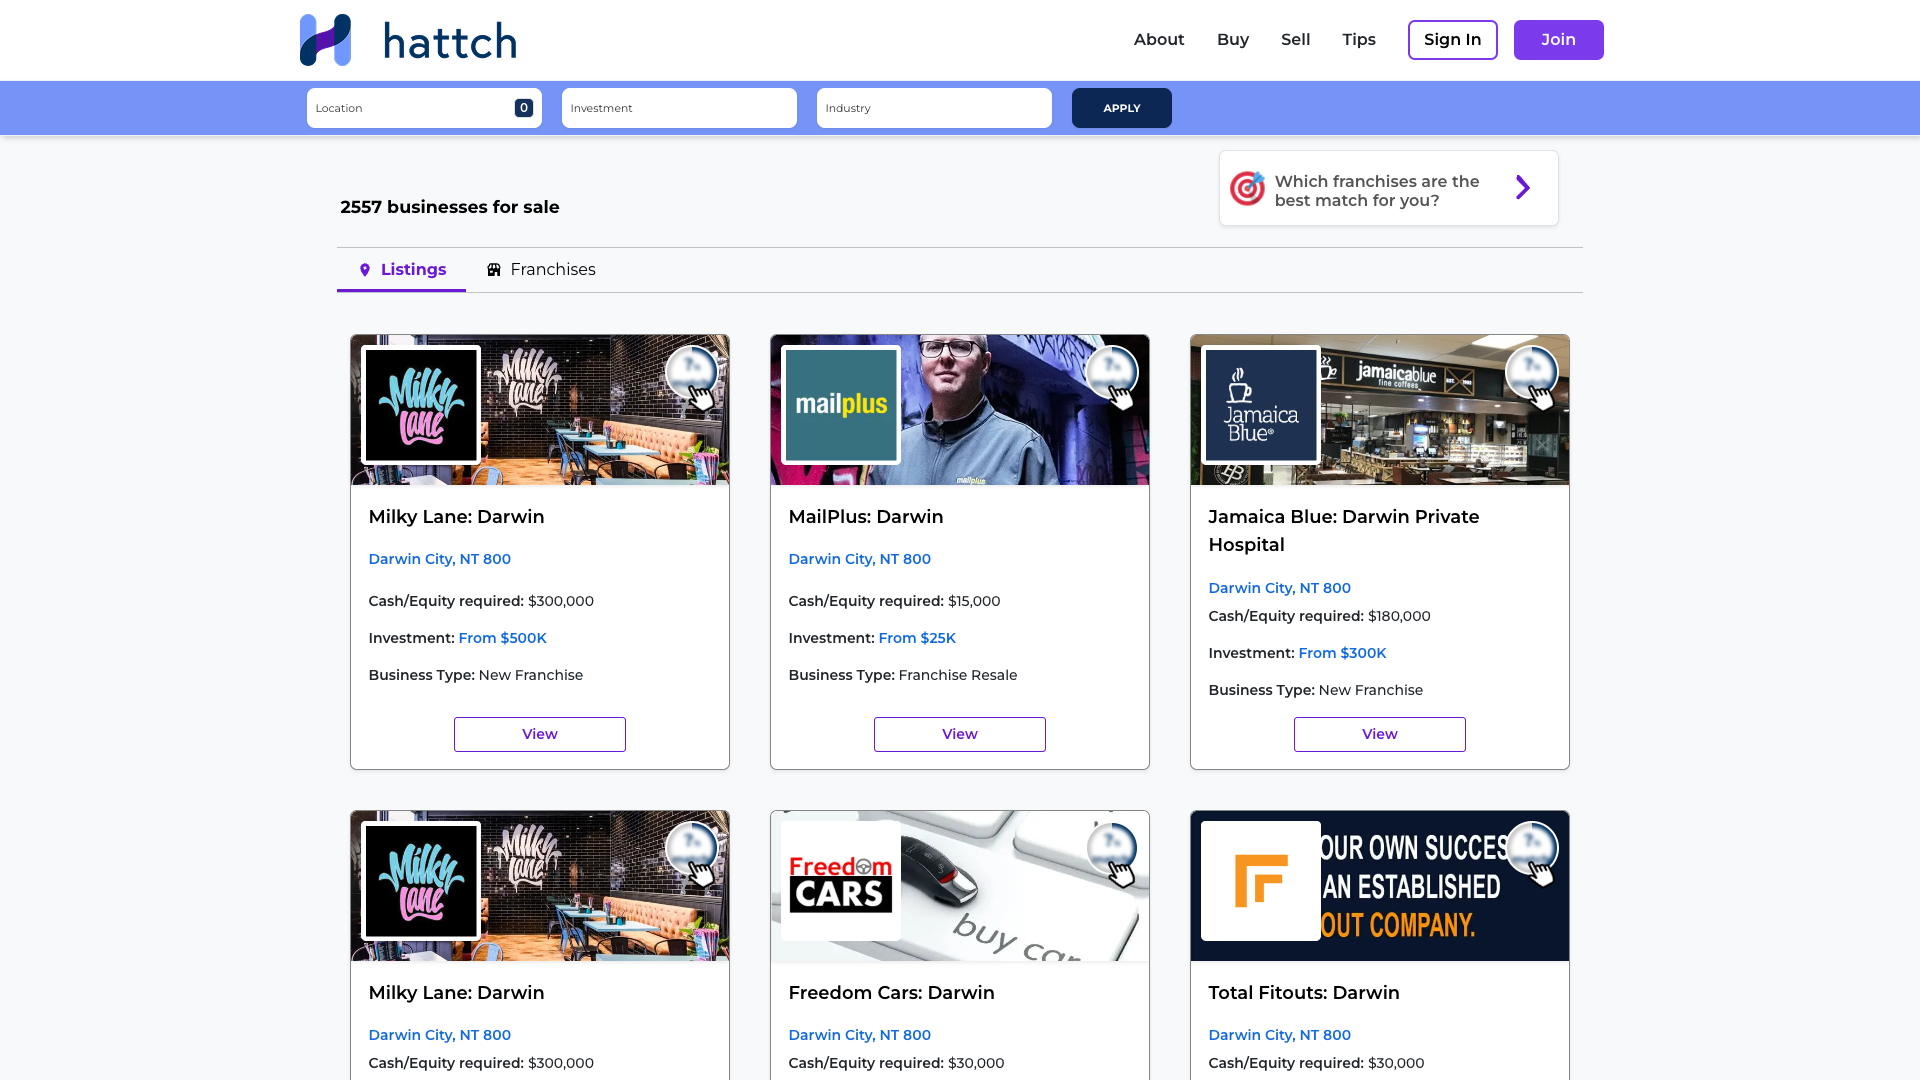 hattch
About Buy Sell Tips Sign In Join
Location 0 Investment Industry APPLY
Which franchises are the
best match for you?
2557 businesses for sale
Listings Franchises
Milky Lane
Milky Lane
mailplus
mailplus
Jamaica
Blue
jamaicablue
fine coffees
Milky Lane: Darwin
Darwin City, NT 800
Cash/Equity required: $300,000
Investment: From $500K
Business Type: New Franchise
View
MailPlus: Darwin
Darwin City, NT 800
Cash/Equity required: $15,000
Investment: From $25K
Business Type: Franchise Resale
View
Jamaica Blue: Darwin Private
Hospital
Darwin City, NT 800
Cash/Equity required: $180,000
Investment: From $300K
Business Type: New Franchise
View
Milky Lane
Milky Lane
Freedom
CARS
buy car
OUR OWN SUCCES
AN ESTABLISHED
OUT COMPANY.
Milky Lane: Darwin
Darwin City, NT 800
Cash/Equity required: $300,000
Freedom Cars: Darwin
Darwin City, NT 800
Cash/Equity required: $30,000
Total Fitouts: Darwin
Darwin City, NT 800
Cash/Equity required: $30,000